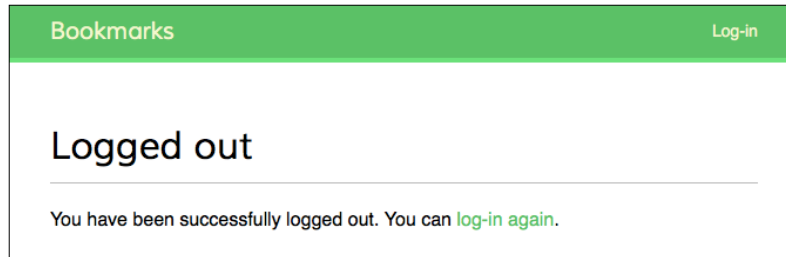 Bookmarks Log-in
Logged out
You have been successfully logged out. You can log-in again.